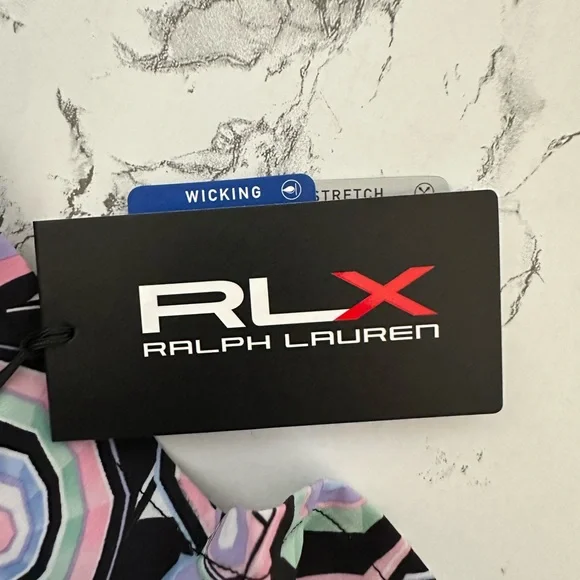 WICKING
STRETCH
RLX
RALPH LAUREN